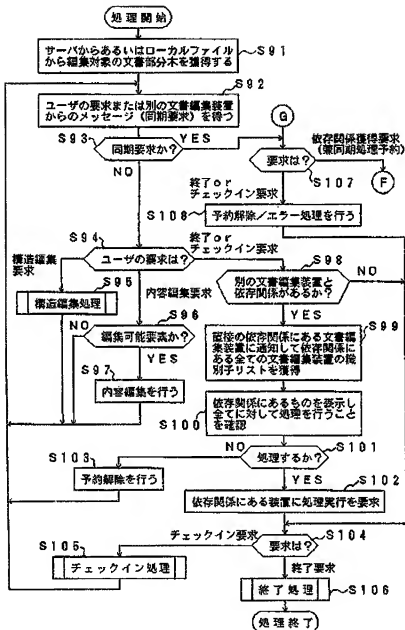 処理開始
S91
サーバからあるいはローカルファイル
から編集対象の文書部分木を獲得する
S92
ユーザの要求または別の文書編集装置
からのメッセージ(同期要求)を得る
G
S93
同期要求か?
YES
NO
要求は?
依存関係獲得要求
(兼同期処理予約)
S107
F
終了or
チェックイン要求
S108
予約解除/エラー処理を行う
S94
ユーザの要求は?
終了or
チェックイン要求
構造編集
要求
S95
構造編集処理
内容編集要求
S98
別の文書編集装置と
依存関係があるか?
NO
YES
S96
編集可能要素か?
NO
YES
S97
内容編集を行う
S99
直接の依存関係にある文書編
集装置に通知して依存関係に
ある全ての文書編集装置の識
別子リストを獲得
S100
依存関係にあるものを表示し
全てに対して処理を行うこと
を確認
S101
処理するか?
NO
YES
S103
予約解除を行う
S102
依存関係にある装置に処理実行を要求
S104
要求は?
チェックイン要求
S105
チェックイン処理
終了要求
終了処理
S106
処理終了